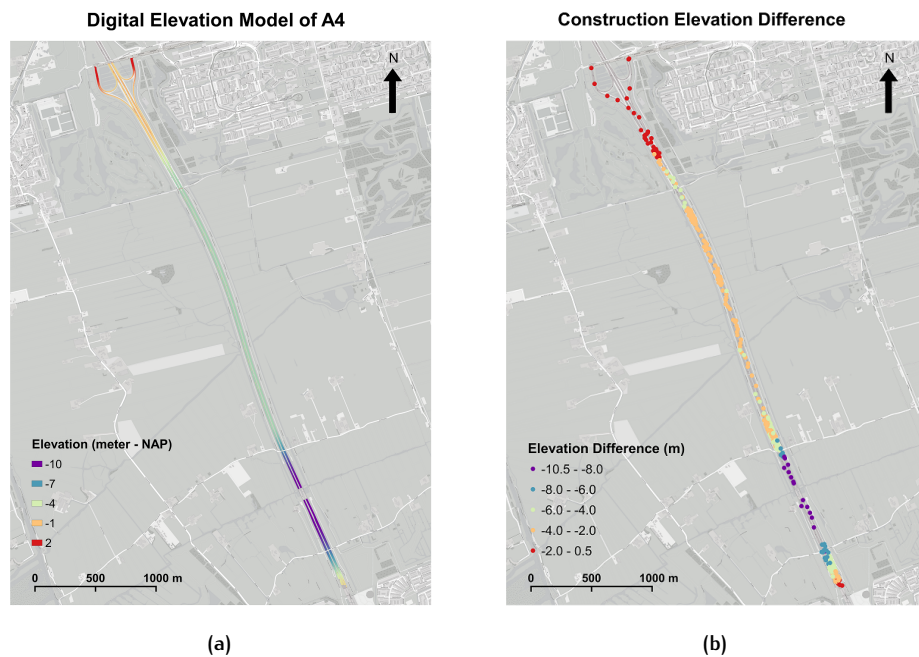 Digital Elevation Model of A4
N
Elevation (meter - NAP)
-10
-7
-4
-1
2
0 500 1000 m
(a)
Construction Elevation Difference
N
Elevation Difference (m)
-10.5 - -8.0
-8.0 - -6.0
-6.0 - -4.0
-4.0 - -2.0
-2.0 - 0.5
0 500 1000 m
(b)